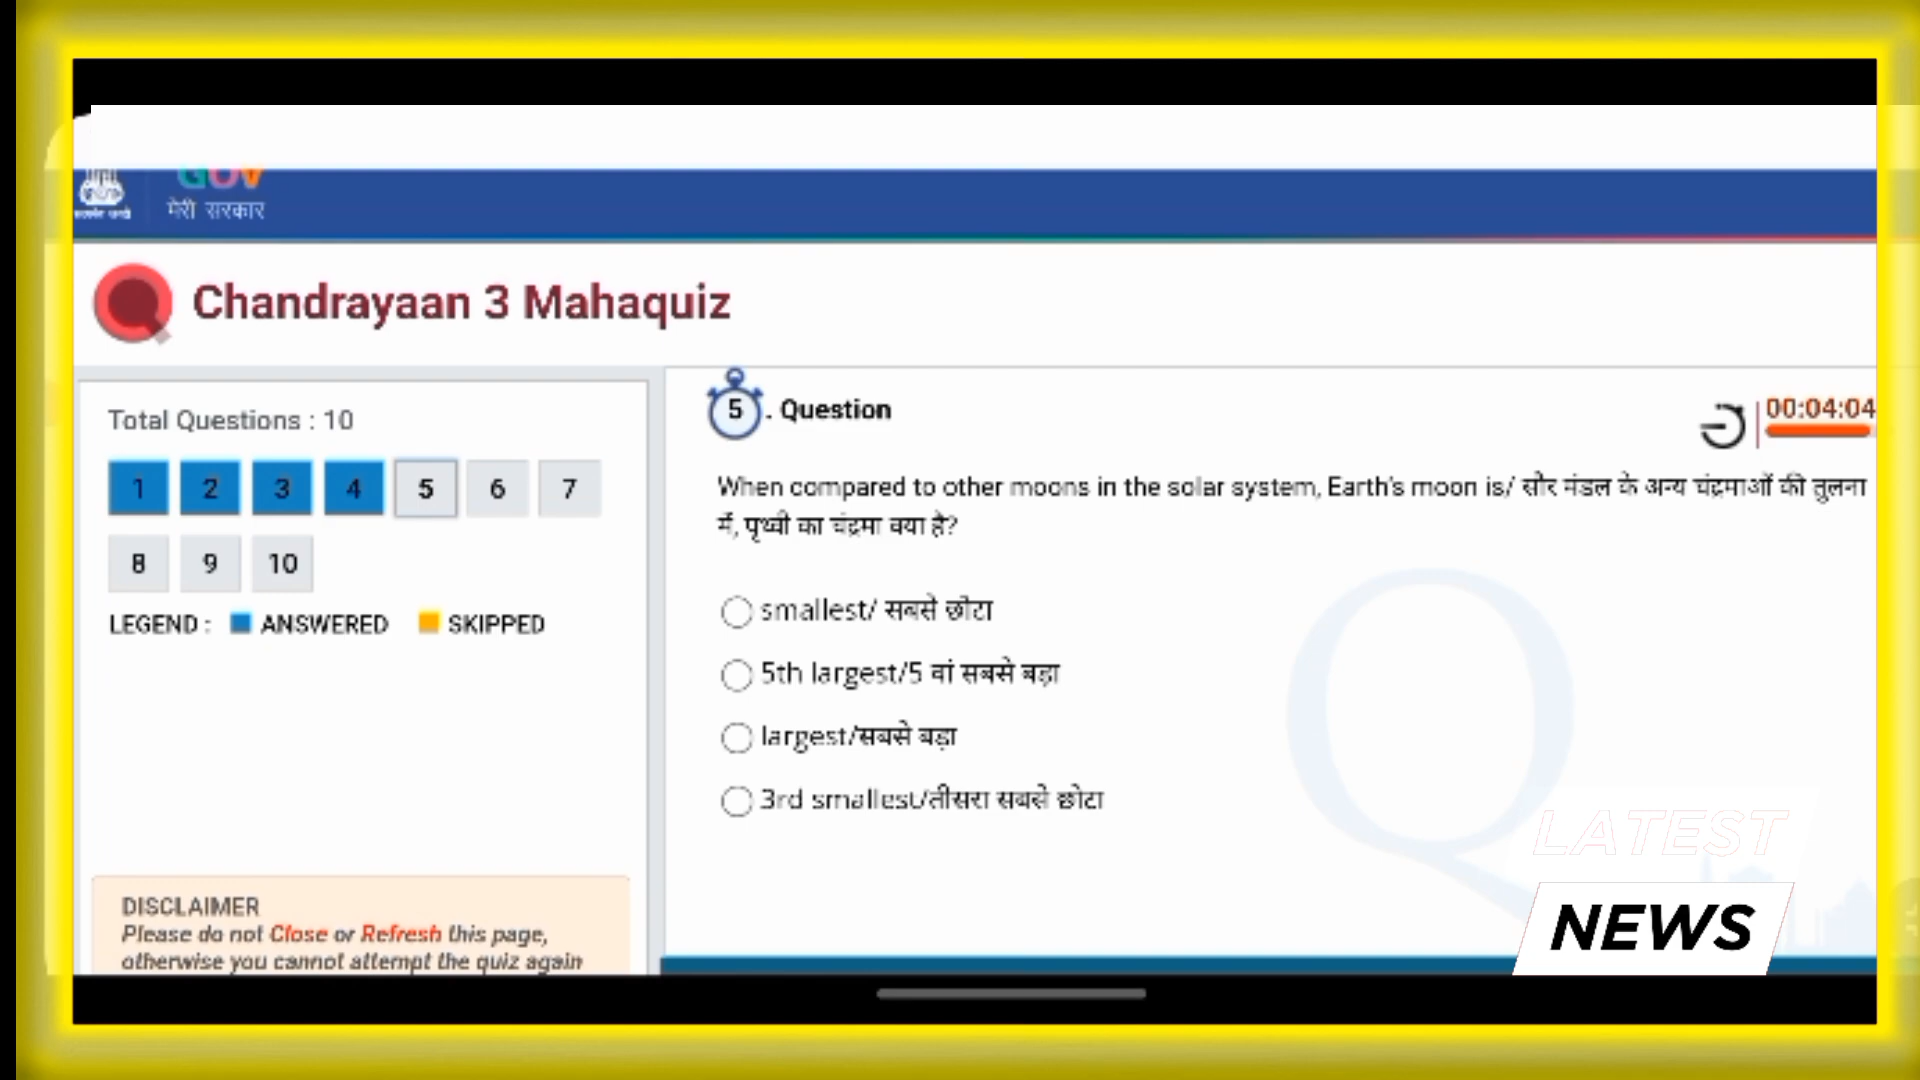 GOV
मेरी सरकार
Chandrayaan 3 Mahaquiz
Total Questions : 10
1 2 3 4 5 6 7
8 9 10
LEGEND : ANSWERED SKIPPED
DISCLAIMER
Please do not Close or Refresh this page,
otherwise you cannot attempt the quiz again
5 . Question
00:04:04
When compared to other moons in the solar system, Earth's moon is/ सौर मंडल के अन्य चंद्रमाओं की तुलना
में, पृथ्वी का चंद्रमा क्या है?
smallest/ सबसे छोटा
5th largest/5 वां सबसे बड़ा
largest/सबसे बड़ा
3rd smallest/तीसरा सबसे छोटा
LATEST
NEWS